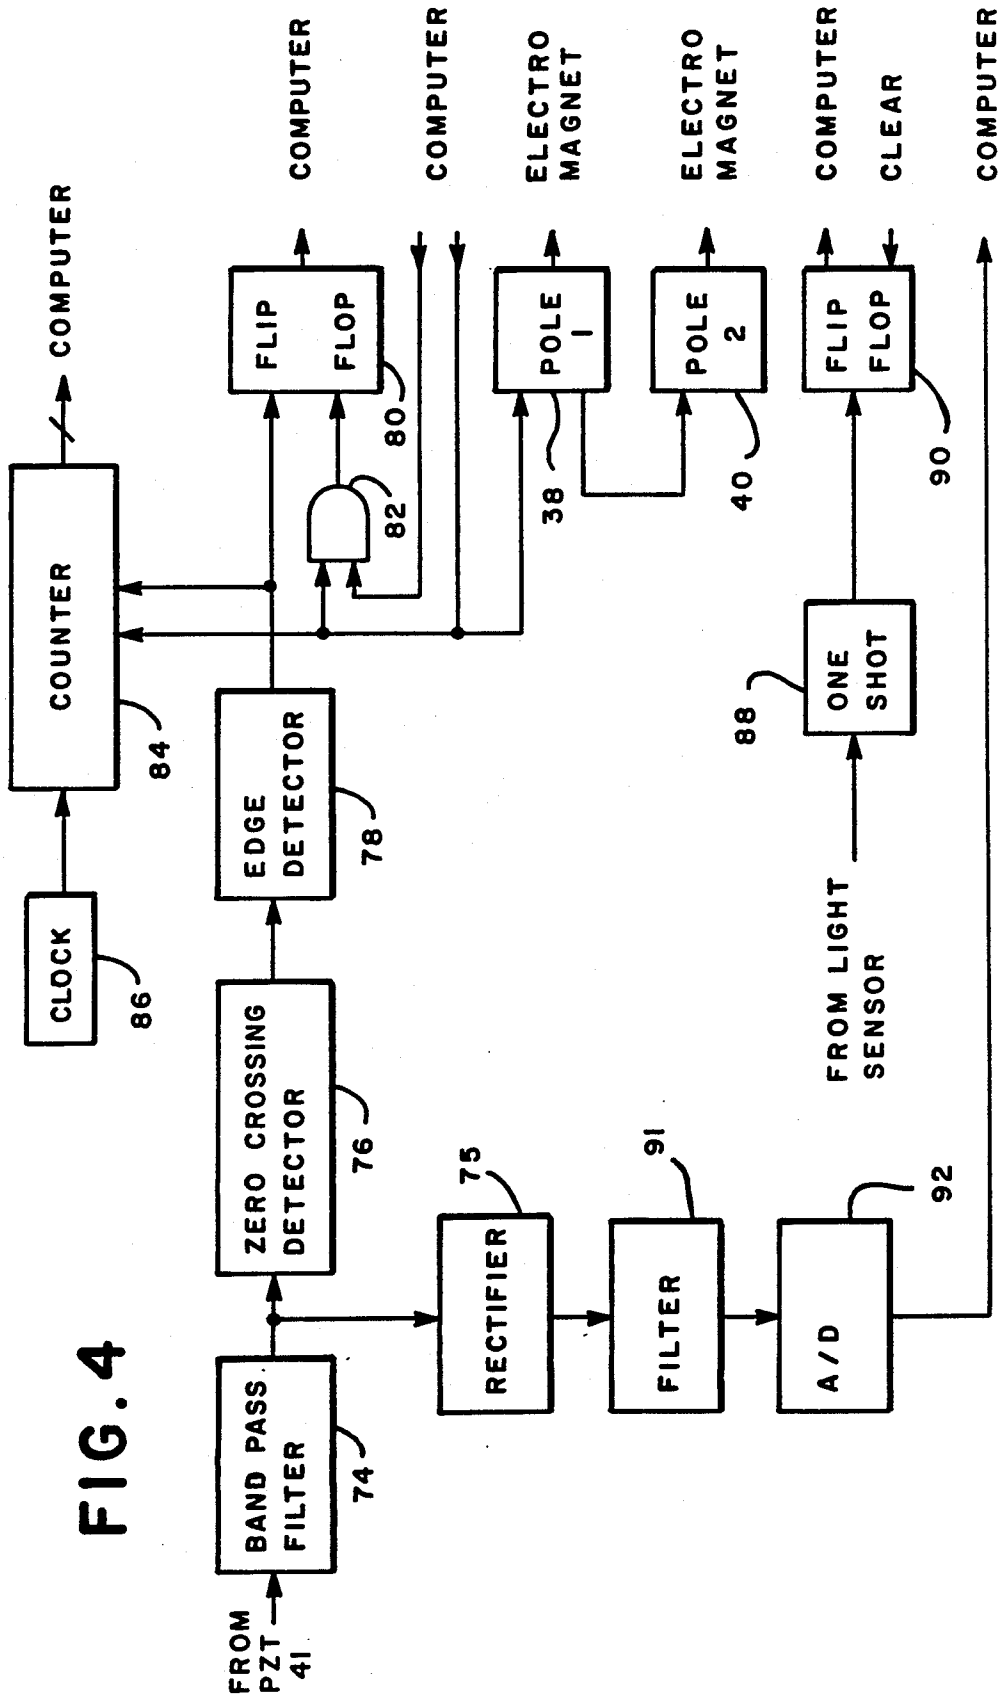 FIG. 4
FROM
PZT
41
BAND PASS
FILTER
74
ZERO CROSSING
DETECTOR
76
EDGE
DETECTOR
78
CLOCK
86
COUNTER
84
COMPUTER
FLIP
FLOP
80
82
COMPUTER
COMPUTER
POLE
1
38
ELECTRO
MAGNET
POLE
2
40
ELECTRO
MAGNET
RECTIFIER
75
FILTER
91
A/D
92
FROM LIGHT
SENSOR
ONE
SHOT
88
FLIP
FLOP
90
COMPUTER
CLEAR
COMPUTER